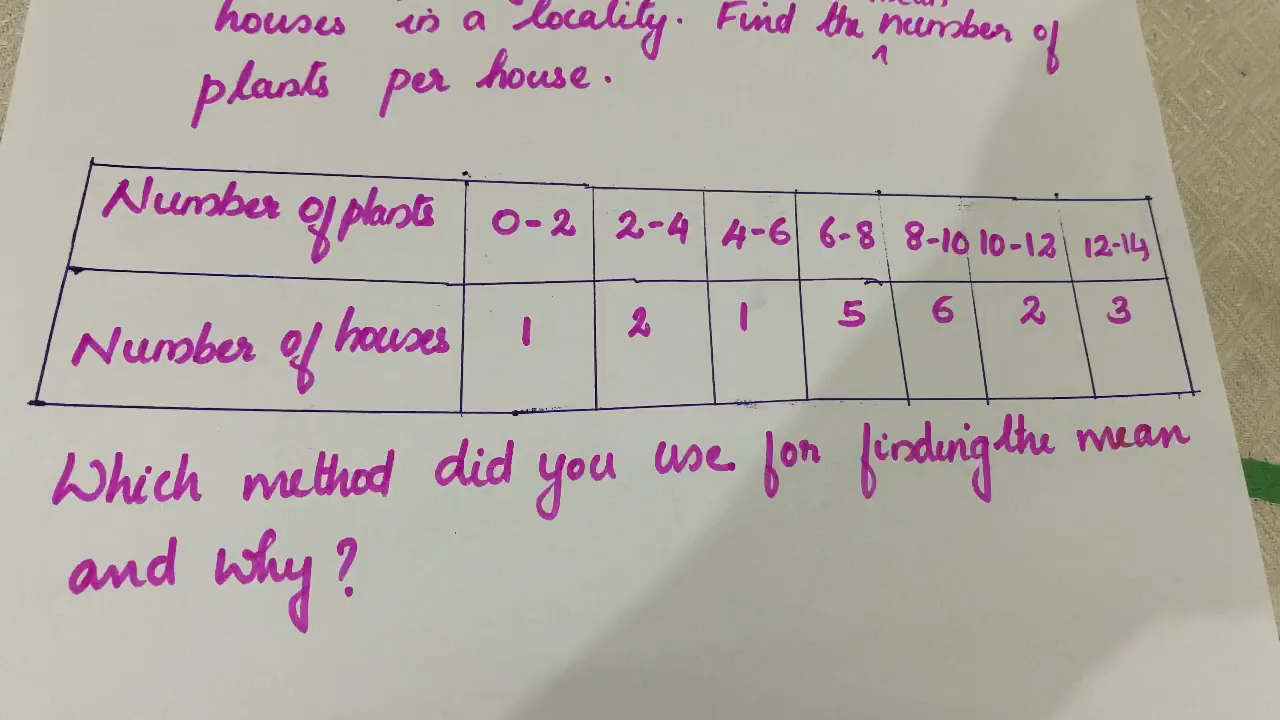 houses in a locality. Find the mean number of
plants per house.
Number of plants 0-2 2-4 4-6 6-8 8-10 10-12 12-14
Number of houses 1 2 1 5 6 2 3
Which method did you use for finding the mean
and why?